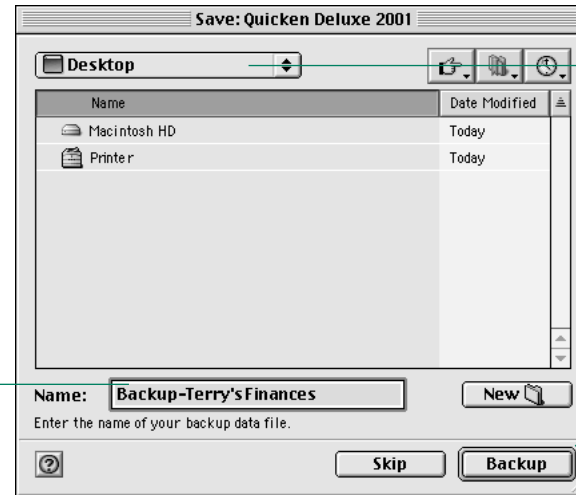 Save: Quicken Deluxe 2001
Desktop
Name Date Modified
Macintosh HD Today
Printer Today
Name: Backup-Terry'sFinances New
Enter the name of your backup data file.
? Skip Backup